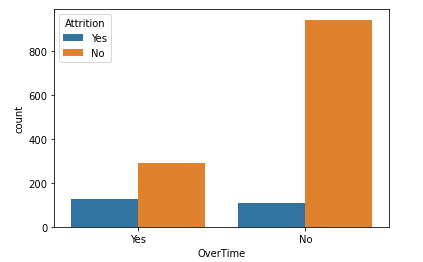 Attrition
Yes
No
800
600
400
200
0
count
Yes No
OverTime